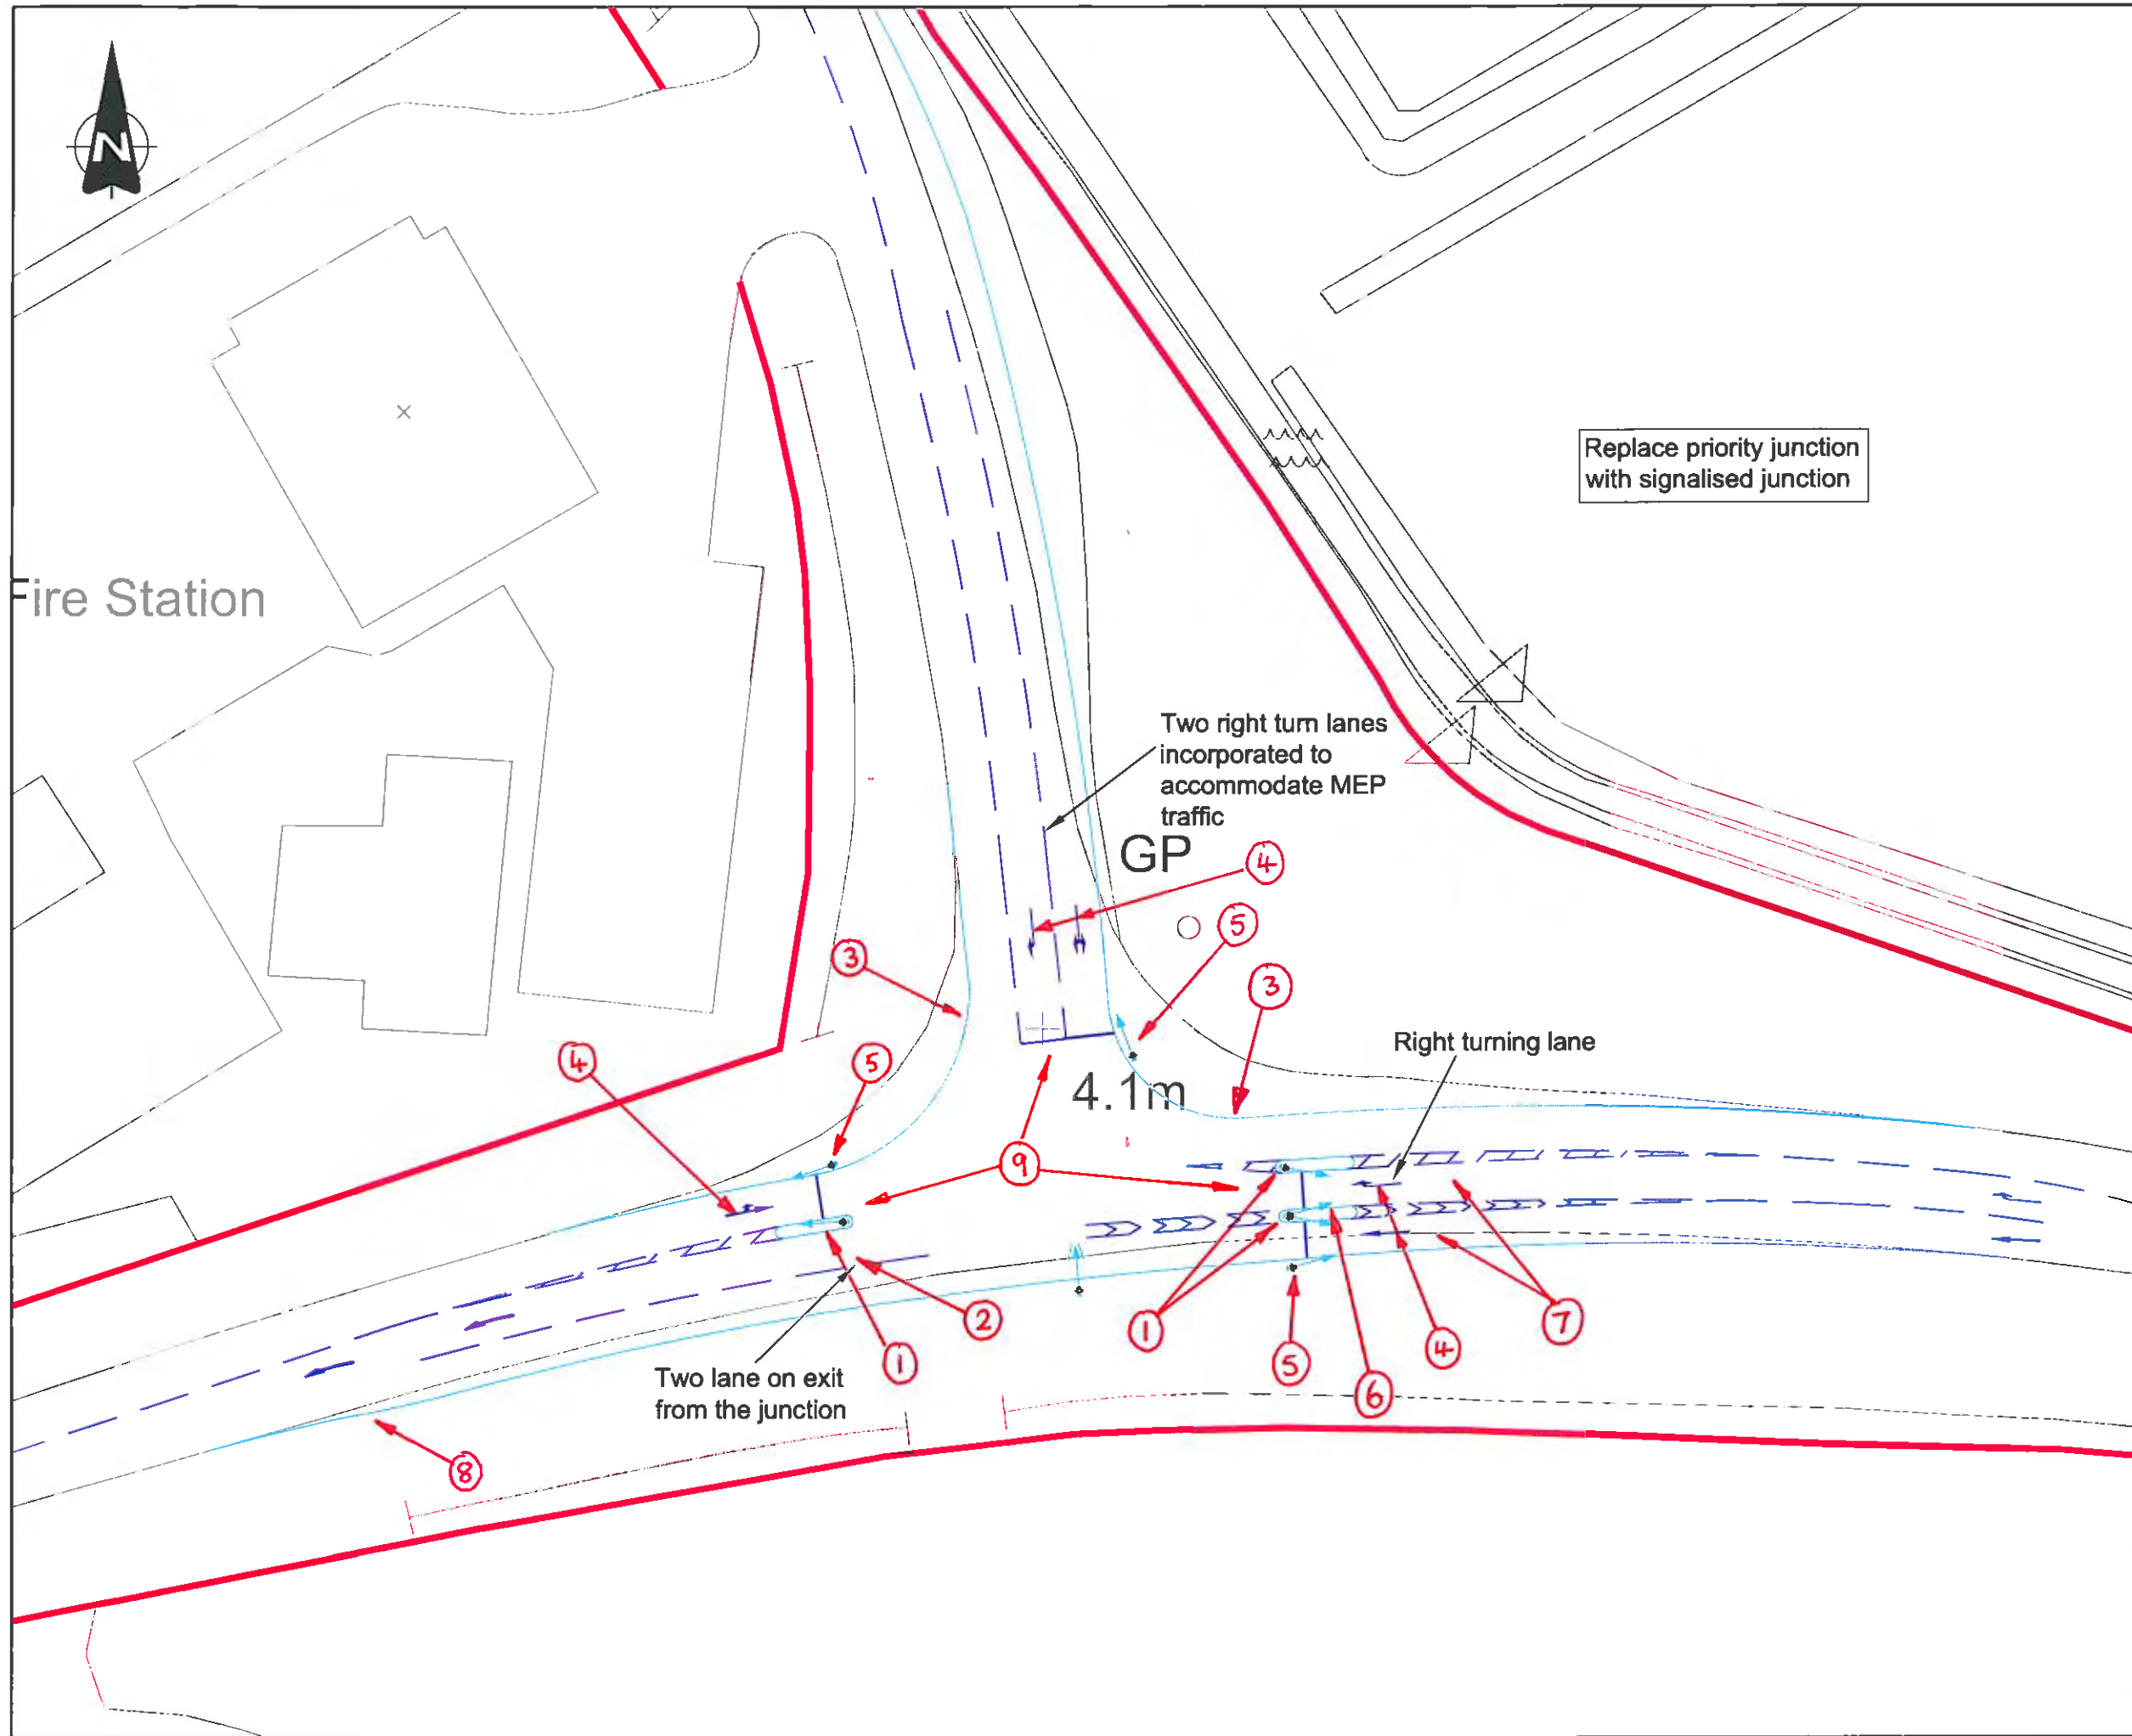 N
Replace priority junction
with signalised junction
Fire Station
Two right turn lanes
incorporated to
accommodate MEP
traffic
GP
4
5
3
3
Right turning lane
4
5
4.1m
9
2
1
1
7
4
5
6
Two lane on exit
from the junction
8